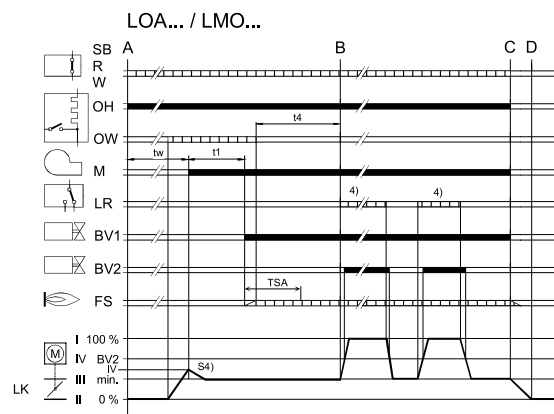 LOA... / LMO...
SB A B C D
R
W
OH
t4
OW
tw t1
M
4) 4)
LR
BV1
BV2
TSA
FS
I 100 %
M IV BV2
IV S4)
LK III min.
II 0 %